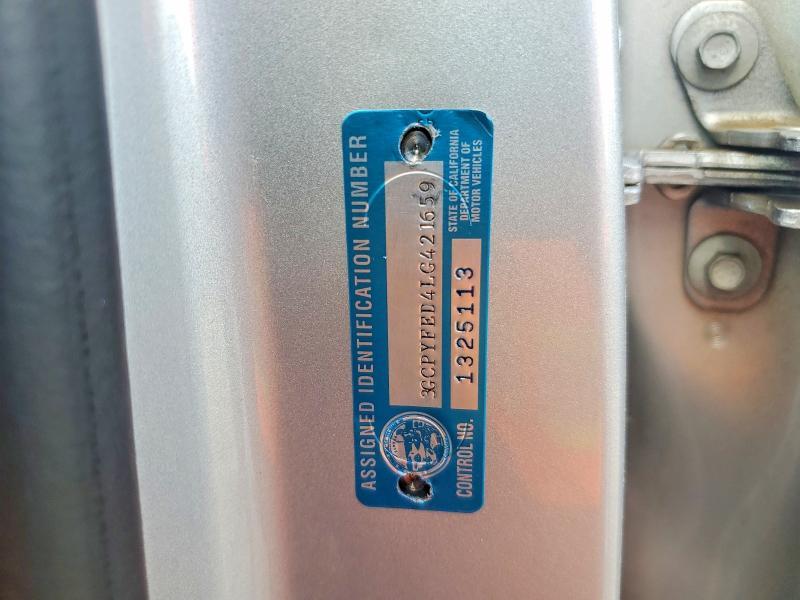 ASSIGNED IDENTIFICATION NUMBER
3GCPYFED4LG421659
STATE OF CALIFORNIA
DEPARTMENT OF
MOTOR VEHICLES
CONTROL NO. 1325113